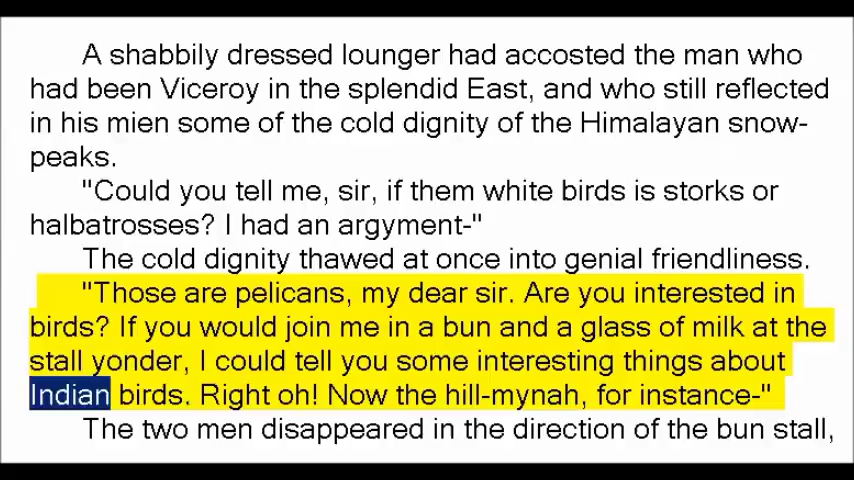 A shabbily dressed lounger had accosted the man who
had been Viceroy in the splendid East, and who still reflected
in his mien some of the cold dignity of the Himalayan snow-
peaks.
"Could you tell me, sir, if them white birds is storks or
halbatrosses? I had an argyment-"
The cold dignity thawed at once into genial friendliness.
"Those are pelicans, my dear sir. Are you interested in
birds? If you would join me in a bun and a glass of milk at the
stall yonder, I could tell you some interesting things about
Indian birds. Right oh! Now the hill-mynah, for instance-"
The two men disappeared in the direction of the bun stall,